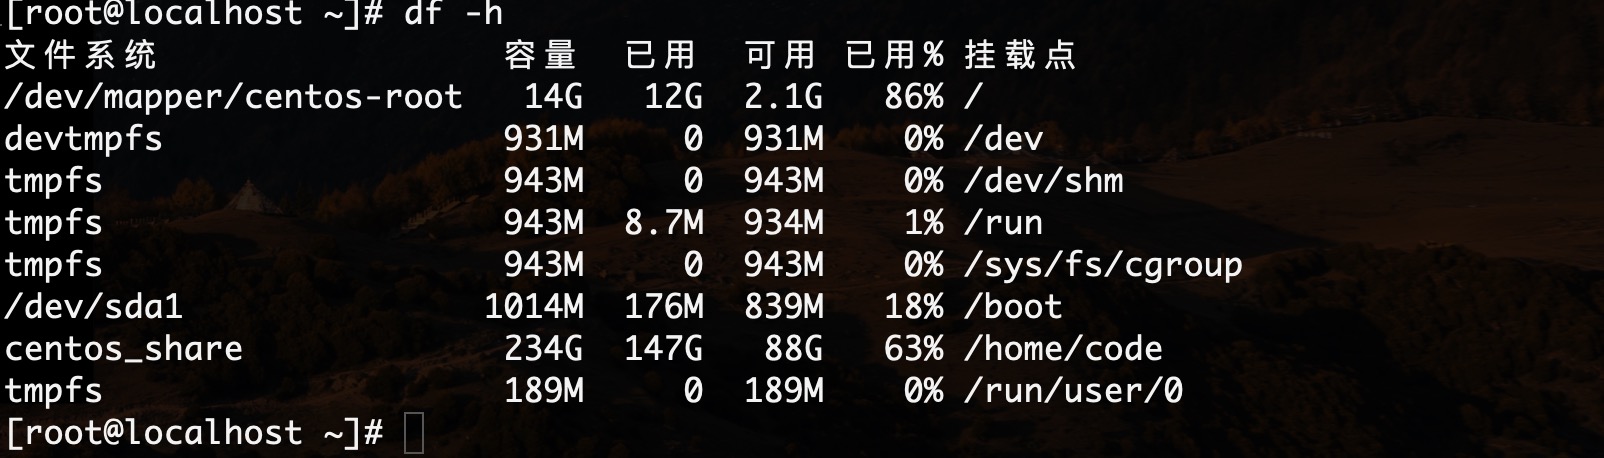 [root@localhost ~]# df -h
文件系统                 容量  已用  可用 已用% 挂载点
/dev/mapper/centos-root   14G   12G  2.1G   86% /
devtmpfs                 931M     0  931M    0% /dev
tmpfs                    943M     0  943M    0% /dev/shm
tmpfs                    943M  8.7M  934M    1% /run
tmpfs                    943M     0  943M    0% /sys/fs/cgroup
/dev/sda1               1014M  176M  839M   18% /boot
centos_share             234G  147G   88G   63% /home/code
tmpfs                    189M     0  189M    0% /run/user/0
[root@localhost ~]#